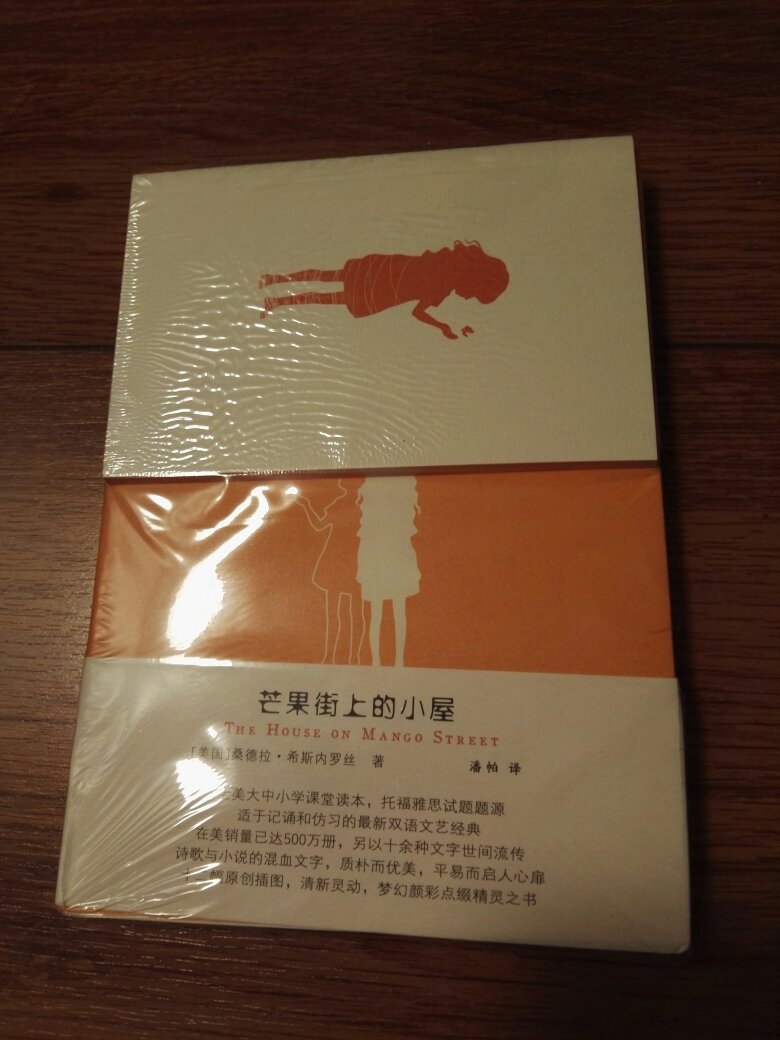 芒果街上的小屋
THE HOUSE ON MANGO STREET
[美国]桑德拉·希斯内罗丝 著 潘帕 译
美大中小学课堂读本，托福雅思试题题源
适于记诵和仿习的最新双语文艺经典
在美销量已达500万册，另以十余种文字世间流传
诗歌与小说的混血文字，质朴而优美，平易而启人心扉
十二幅原创插图，清新灵动，梦幻颜彩点缀精灵之书